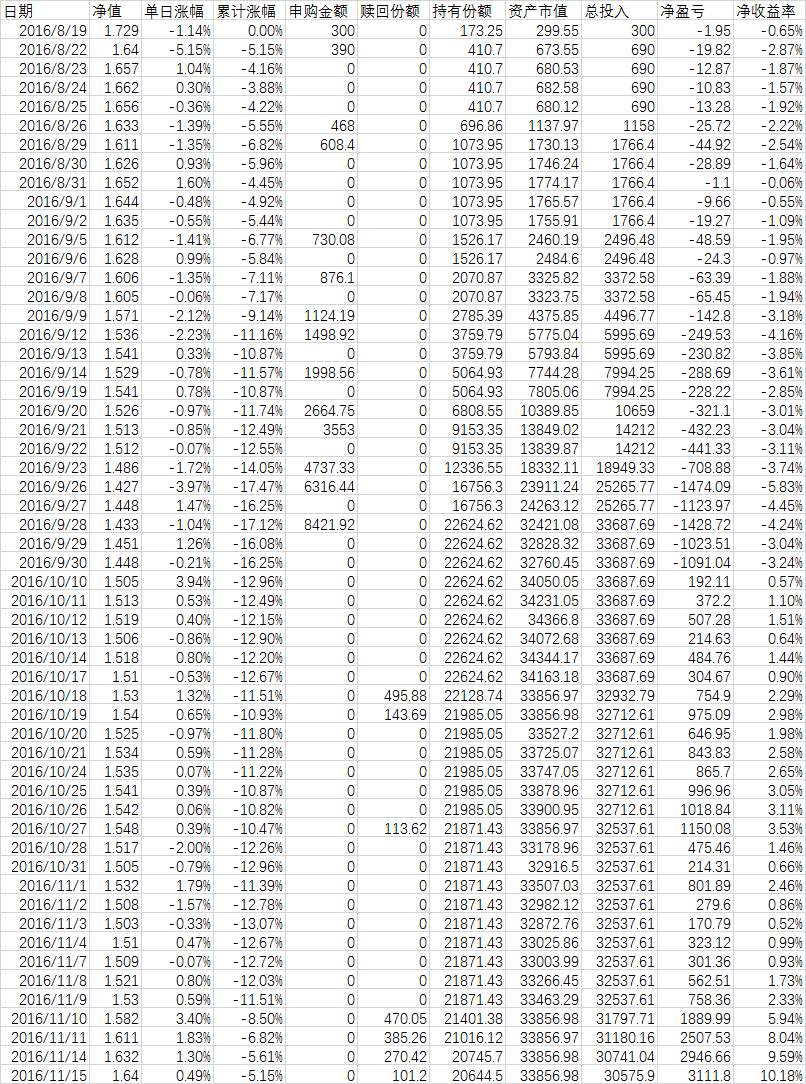 日期 净值 单日涨幅 累计涨幅 申购金额 赎回份额 持有份额 资产市值 总投入 净盈亏 净收益率
2016/8/19 1.729 -1.14% 0.00% 300 0 173.25 299.55 300 -1.95 -0.65%
2016/8/22 1.64 -5.15% -5.15% 390 0 410.7 673.55 690 -19.82 -2.87%
2016/8/23 1.657 1.04% -4.16% 0 0 410.7 680.53 690 -12.87 -1.87%
2016/8/24 1.662 0.30% -3.88% 0 0 410.7 682.58 690 -10.83 -1.57%
2016/8/25 1.656 -0.36% -4.22% 0 0 410.7 680.12 690 -13.28 -1.92%
2016/8/26 1.633 -1.39% -5.55% 468 0 696.86 1137.97 1158 -25.72 -2.22%
2016/8/29 1.611 -1.35% -6.82% 608.4 0 1073.95 1730.13 1766.4 -44.92 -2.54%
2016/8/30 1.626 0.93% -5.96% 0 0 1073.95 1746.24 1766.4 -28.89 -1.64%
2016/8/31 1.652 1.60% -4.45% 0 0 1073.95 1774.17 1766.4 -1.1 -0.06%
2016/9/1 1.644 -0.48% -4.92% 0 0 1073.95 1765.57 1766.4 -9.66 -0.55%
2016/9/2 1.635 -0.55% -5.44% 0 0 1073.95 1755.91 1766.4 -19.27 -1.09%
2016/9/5 1.612 -1.41% -6.77% 730.08 0 1526.17 2460.19 2496.48 -48.59 -1.95%
2016/9/6 1.628 0.99% -5.84% 0 0 1526.17 2484.6 2496.48 -24.3 -0.97%
2016/9/7 1.606 -1.35% -7.11% 876.1 0 2070.87 3325.82 3372.58 -63.39 -1.88%
2016/9/8 1.605 -0.06% -7.17% 0 0 2070.87 3323.75 3372.58 -65.45 -1.94%
2016/9/9 1.571 -2.12% -9.14% 1124.19 0 2785.39 4375.85 4496.77 -142.8 -3.18%
2016/9/12 1.536 -2.23% -11.16% 1498.92 0 3759.79 5775.04 5995.69 -249.53 -4.16%
2016/9/13 1.541 0.33% -10.87% 0 0 3759.79 5793.84 5995.69 -230.82 -3.85%
2016/9/14 1.529 -0.78% -11.57% 1998.56 0 5064.93 7744.28 7994.25 -288.69 -3.61%
2016/9/19 1.541 0.78% -10.87% 0 0 5064.93 7805.06 7994.25 -228.22 -2.85%
2016/9/20 1.526 -0.97% -11.74% 2664.75 0 6808.55 10389.85 10659 -321.1 -3.01%
2016/9/21 1.513 -0.85% -12.49% 3553 0 9153.35 13849.02 14212 -432.23 -3.04%
2016/9/22 1.512 -0.07% -12.55% 0 0 9153.35 13839.87 14212 -441.33 -3.11%
2016/9/23 1.486 -1.72% -14.05% 4737.33 0 12336.55 18332.11 18949.33 -708.88 -3.74%
2016/9/26 1.427 -3.97% -17.47% 6316.44 0 16756.3 23911.24 25265.77 -1474.09 -5.83%
2016/9/27 1.448 1.47% -16.25% 0 0 16756.3 24263.12 25265.77 -1123.97 -4.45%
2016/9/28 1.433 -1.04% -17.12% 8421.92 0 22624.62 32421.08 33687.69 -1428.72 -4.24%
2016/9/29 1.451 1.26% -16.08% 0 0 22624.62 32828.32 33687.69 -1023.51 -3.04%
2016/9/30 1.448 -0.21% -16.25% 0 0 22624.62 32760.45 33687.69 -1091.04 -3.24%
2016/10/10 1.505 3.94% -12.96% 0 0 22624.62 34050.05 33687.69 192.11 0.57%
2016/10/11 1.513 0.53% -12.49% 0 0 22624.62 34231.05 33687.69 372.2 1.10%
2016/10/12 1.519 0.40% -12.15% 0 0 22624.62 34366.8 33687.69 507.28 1.51%
2016/10/13 1.506 -0.86% -12.90% 0 0 22624.62 34072.68 33687.69 214.63 0.64%
2016/10/14 1.518 0.80% -12.20% 0 0 22624.62 34344.17 33687.69 484.76 1.44%
2016/10/17 1.51 -0.53% -12.67% 0 0 22624.62 34163.18 33687.69 304.67 0.90%
2016/10/18 1.53 1.32% -11.51% 0 495.88 22128.74 33856.97 32932.79 754.9 2.29%
2016/10/19 1.54 0.65% -10.93% 0 143.69 21985.05 33856.98 32712.61 975.09 2.98%
2016/10/20 1.525 -0.97% -11.80% 0 0 21985.05 33527.2 32712.61 646.95 1.98%
2016/10/21 1.534 0.59% -11.28% 0 0 21985.05 33725.07 32712.61 843.83 2.58%
2016/10/24 1.535 0.07% -11.22% 0 0 21985.05 33747.05 32712.61 865.7 2.65%
2016/10/25 1.541 0.39% -10.87% 0 0 21985.05 33878.96 32712.61 996.96 3.05%
2016/10/26 1.542 0.06% -10.82% 0 0 21985.05 33900.95 32712.61 1018.84 3.11%
2016/10/27 1.548 0.39% -10.47% 0 113.62 21871.43 33856.97 32537.61 1150.08 3.53%
2016/10/28 1.517 -2.00% -12.26% 0 0 21871.43 33178.96 32537.61 475.46 1.46%
2016/10/31 1.505 -0.79% -12.96% 0 0 21871.43 32916.5 32537.61 214.31 0.66%
2016/11/1 1.532 1.79% -11.39% 0 0 21871.43 33507.03 32537.61 801.89 2.46%
2016/11/2 1.508 -1.57% -12.78% 0 0 21871.43 32982.12 32537.61 279.6 0.86%
2016/11/3 1.503 -0.33% -13.07% 0 0 21871.43 32872.76 32537.61 170.79 0.52%
2016/11/4 1.51 0.47% -12.67% 0 0 21871.43 33025.86 32537.61 323.12 0.99%
2016/11/7 1.509 -0.07% -12.72% 0 0 21871.43 33003.99 32537.61 301.36 0.93%
2016/11/8 1.521 0.80% -12.03% 0 0 21871.43 33266.45 32537.61 562.51 1.73%
2016/11/9 1.53 0.59% -11.51% 0 0 21871.43 33463.29 32537.61 758.36 2.33%
2016/11/10 1.582 3.40% -8.50% 0 470.05 21401.38 33856.98 31797.71 1889.99 5.94%
2016/11/11 1.611 1.83% -6.82% 0 385.26 21016.12 33856.97 31180.16 2507.53 8.04%
2016/11/14 1.632 1.30% -5.61% 0 270.42 20745.7 33856.98 30741.04 2946.66 9.59%
2016/11/15 1.64 0.49% -5.15% 0 101.2 20644.5 33856.98 30575.9 3111.8 10.18%